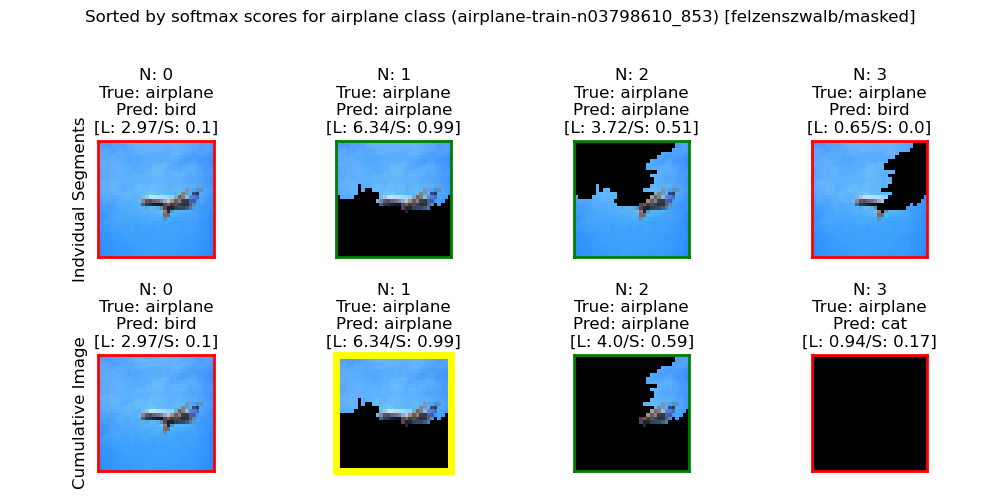 Sorted by softmax scores for airplane class (airplane-train-n03798610_853) [felzenszwalb/masked]
Indvidual Segments
N: 0
True: airplane
Pred: bird
[L: 2.97/S: 0.1]
N: 1
True: airplane
Pred: airplane
[L: 6.34/S: 0.99]
N: 2
True: airplane
Pred: airplane
[L: 3.72/S: 0.51]
N: 3
True: airplane
Pred: bird
[L: 0.65/S: 0.0]
Cumulative Image
N: 0
True: airplane
Pred: bird
[L: 2.97/S: 0.1]
N: 1
True: airplane
Pred: airplane
[L: 6.34/S: 0.99]
N: 2
True: airplane
Pred: airplane
[L: 4.0/S: 0.59]
N: 3
True: airplane
Pred: cat
[L: 0.94/S: 0.17]